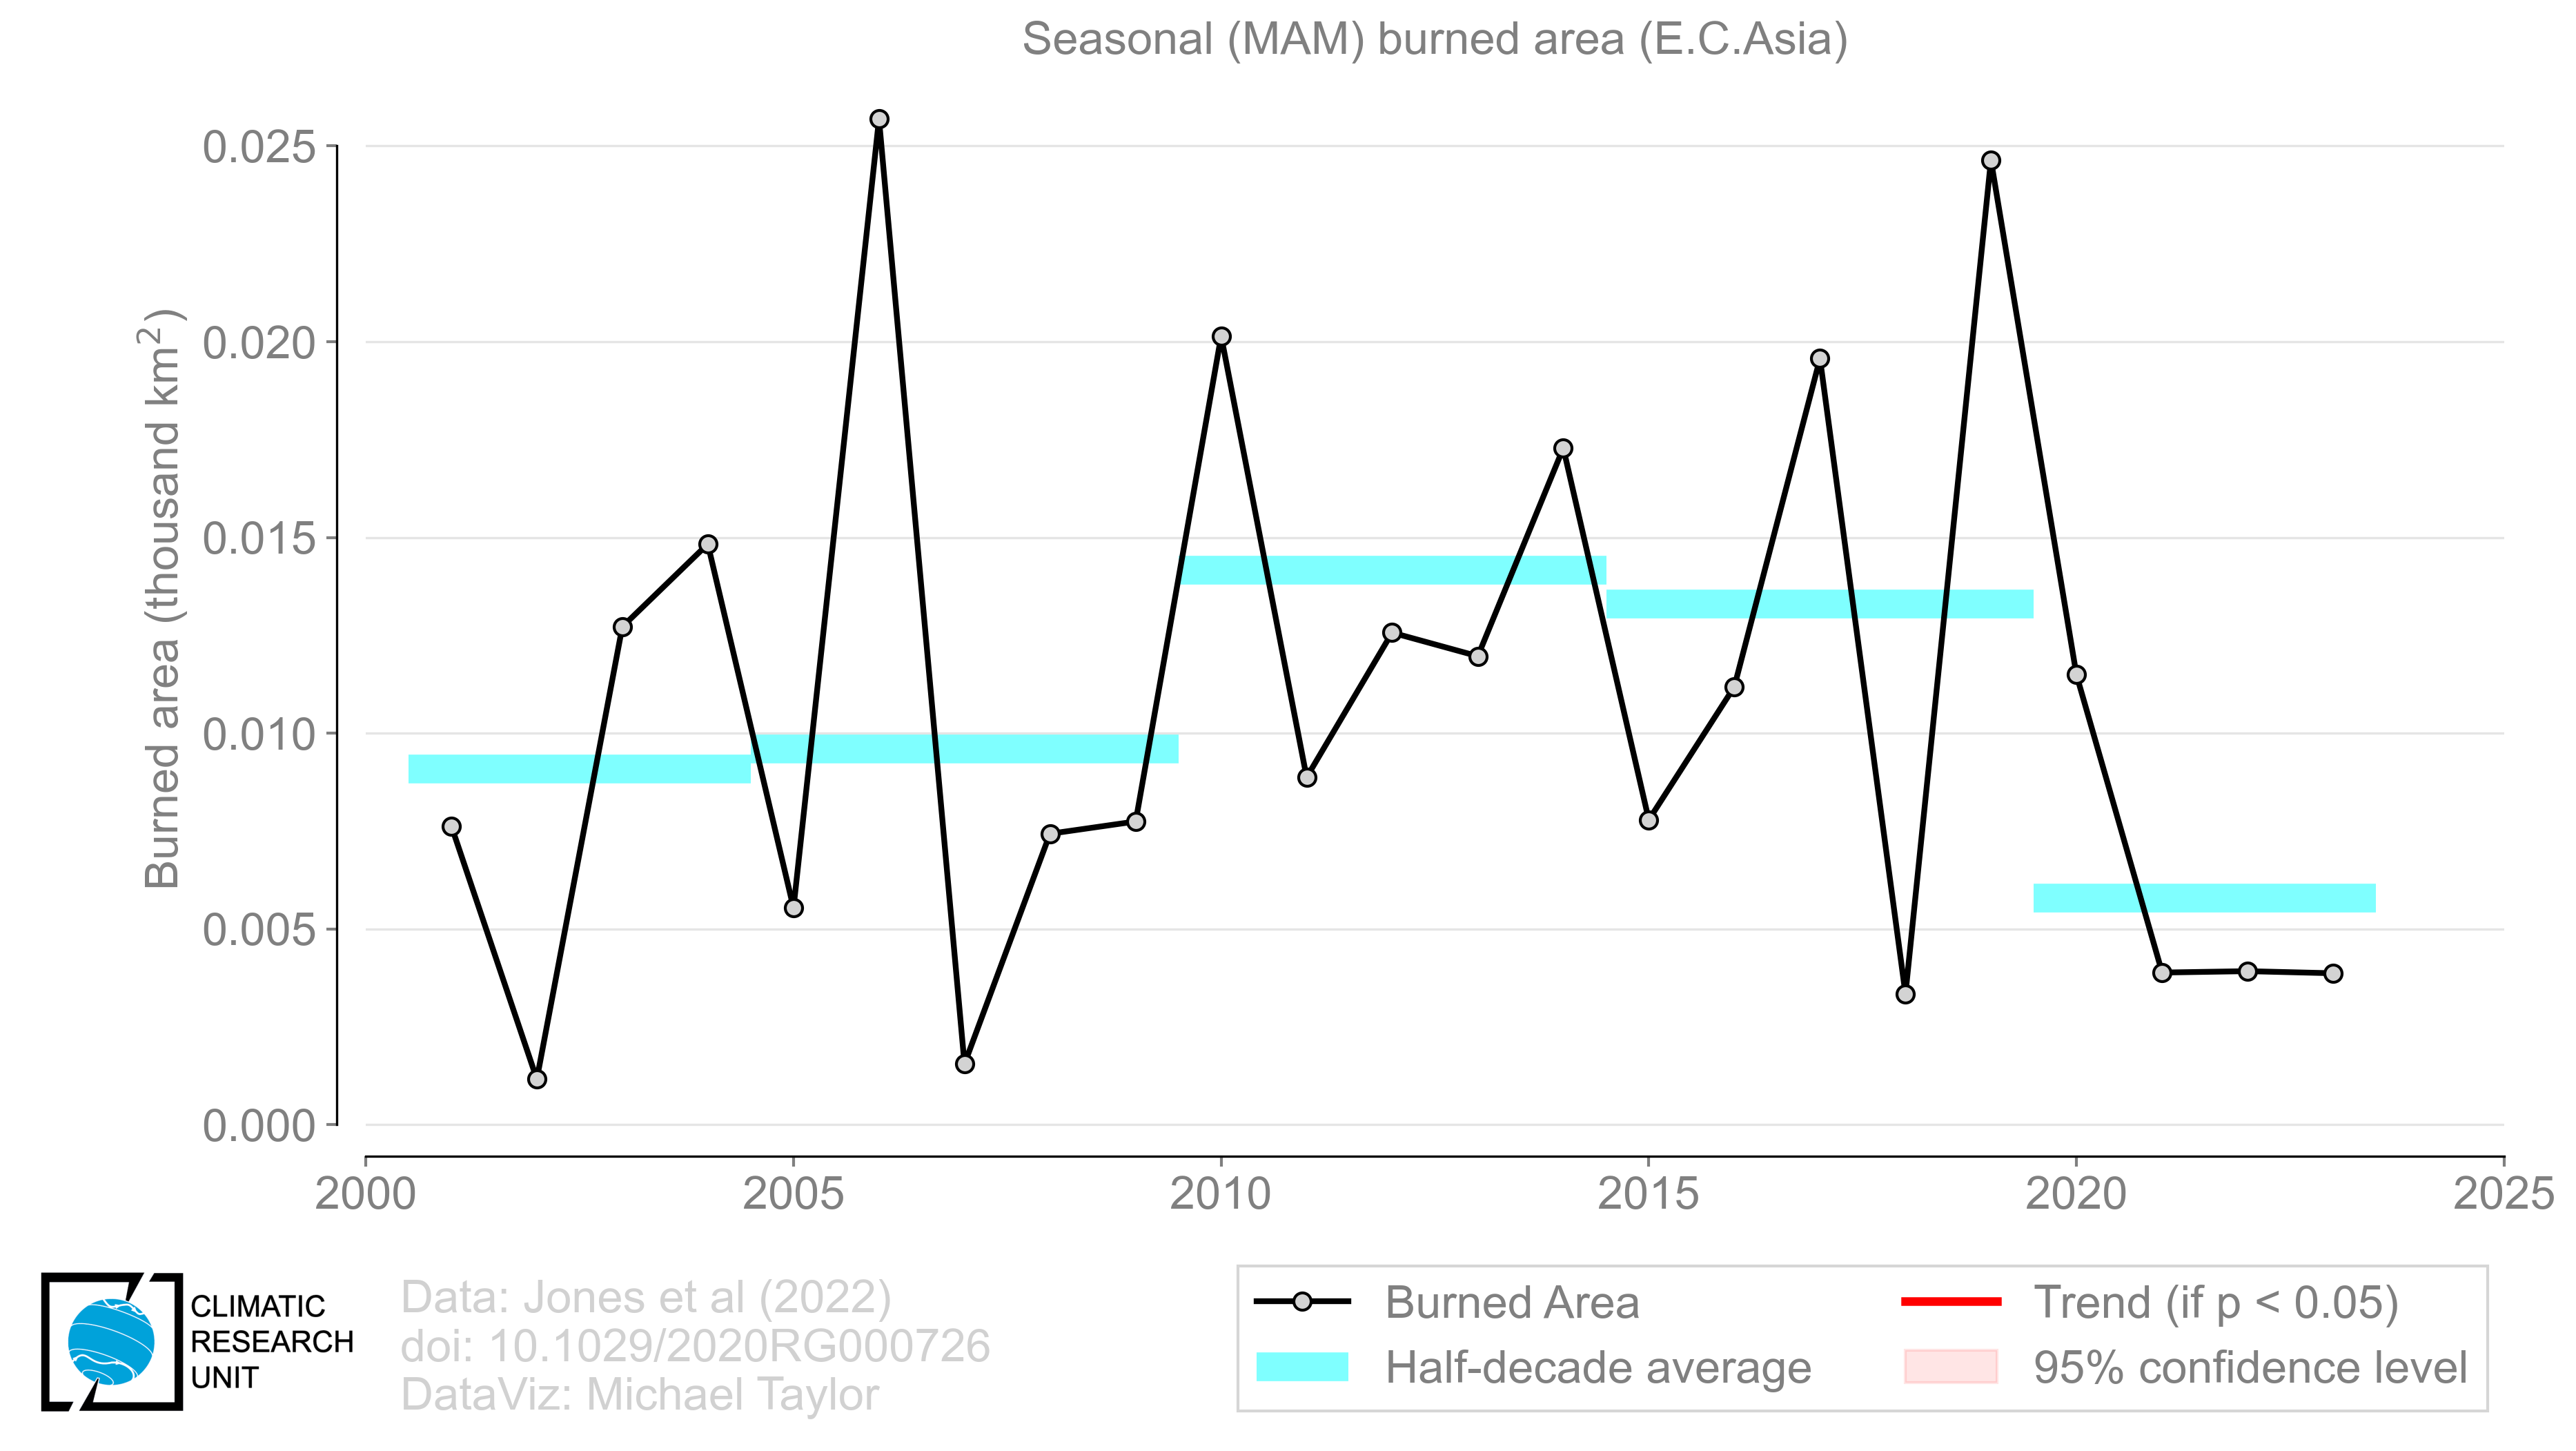 Seasonal (MAM) burned area (E.C.Asia)
Burned area (thousand km²)
0.025
0.020
0.015
0.010
0.005
0.000
2000 2005 2010 2015 2020 2025
CLIMATIC
RESEARCH
UNIT
Data: Jones et al (2022)
doi: 10.1029/2020RG000726
DataViz: Michael Taylor
Burned Area
Half-decade average
Trend (if p < 0.05)
95% confidence level